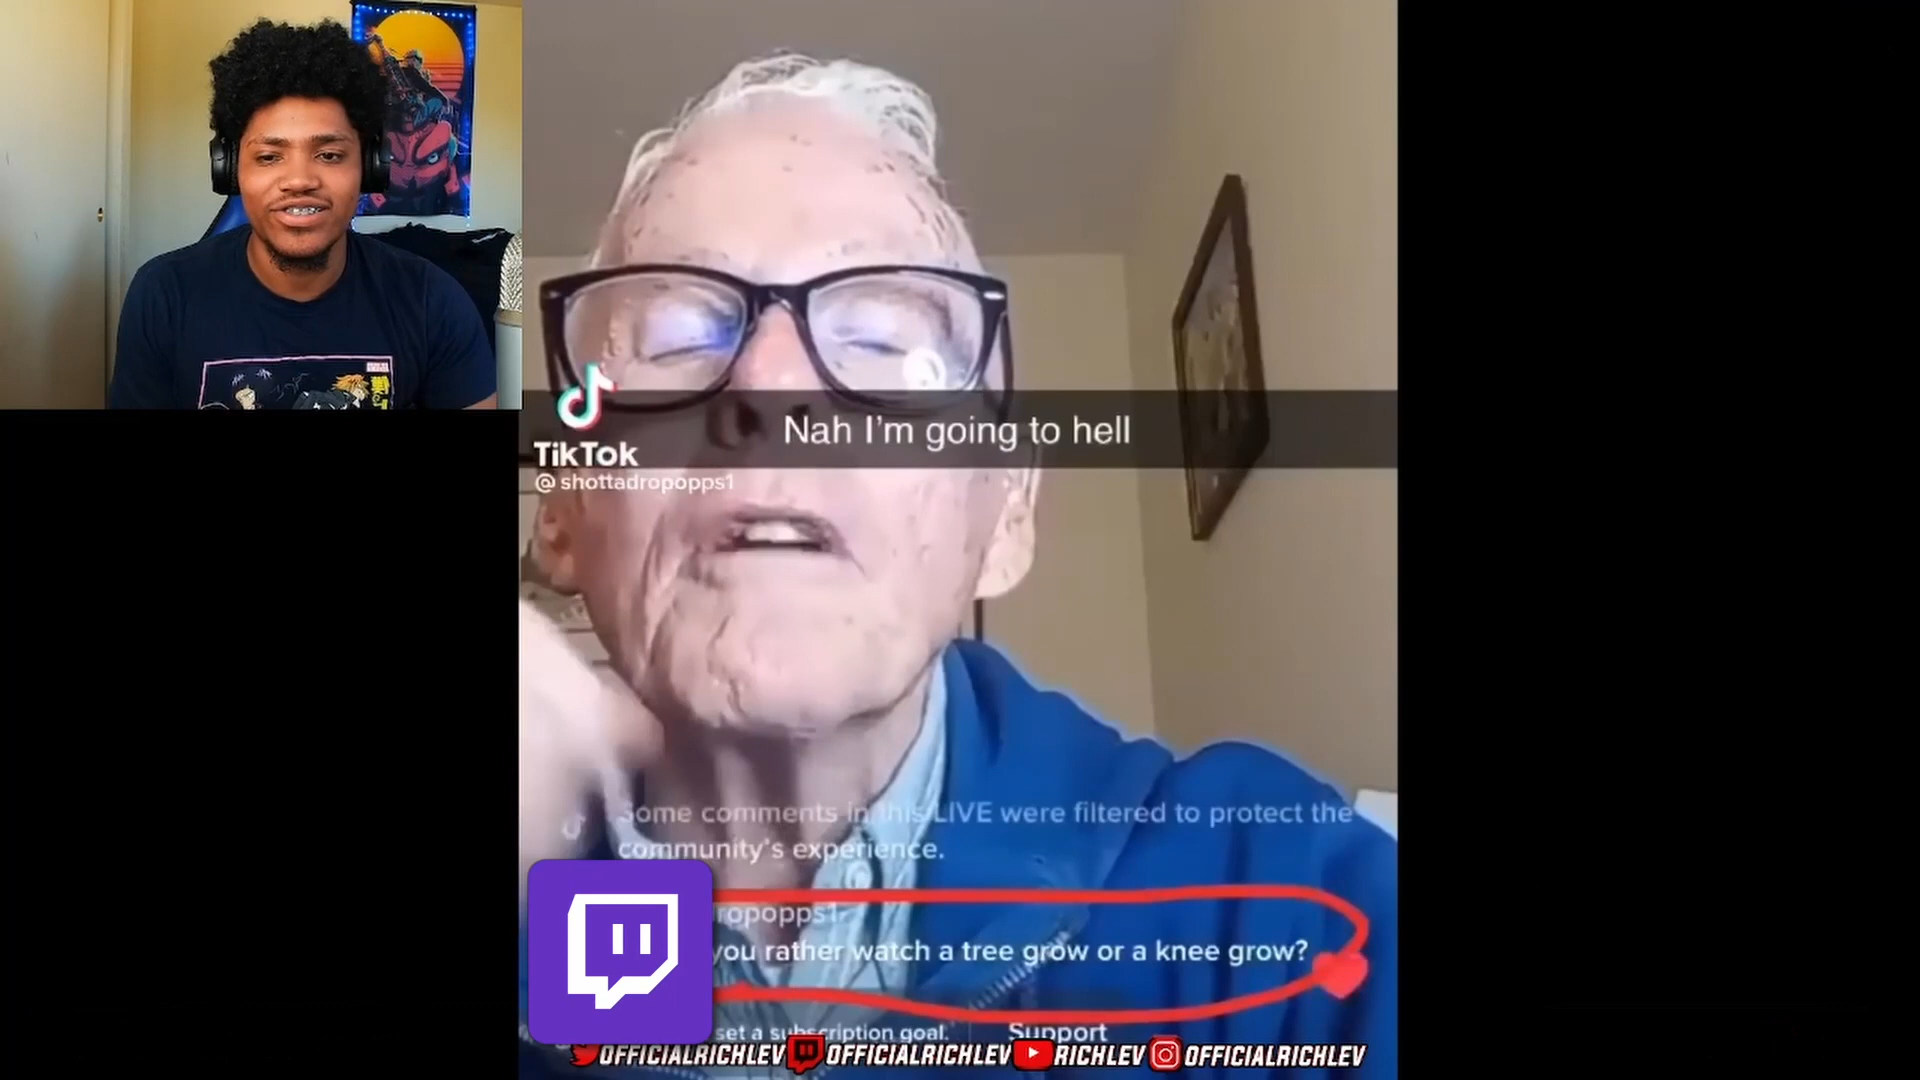 Nah I'm going to hell
TikTok
@shottadropopps1
Some comments in this LIVE were filtered to protect the
community's experience.
ropopps1
you rather watch a tree grow or a knee grow?
set a subscription goal.
Support
OFFICIALRICHLEV OFFICIALRICHLEV RICHLEV OFFICIALRICHLEV